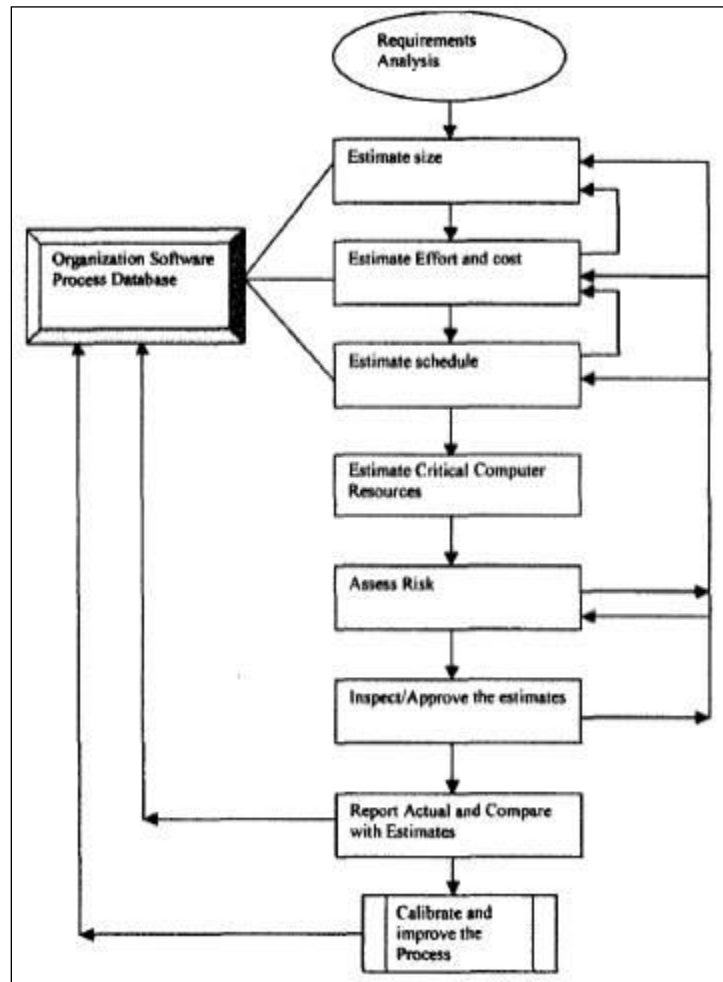 Requirements
Analysis
Estimate size
Organization Software
Process Database
Estimate Effort and cost
Estimate schedule
Estimate Critical Computer
Resources
Assess Risk
Inspect/Approve the estimates
Report Actual and Compare
with Estimates
Calibrate and
improve the
Process